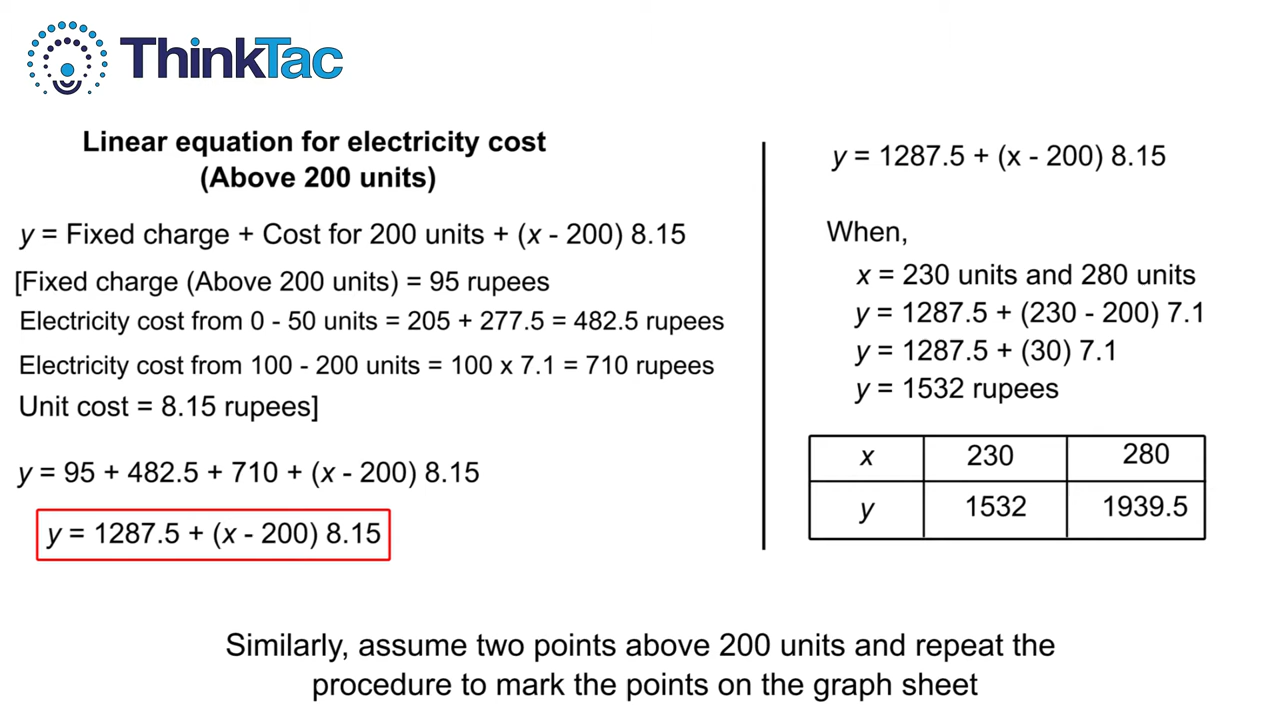 ThinkTac
Linear equation for electricity cost
(Above 200 units)
y = Fixed charge + Cost for 200 units + (x - 200) 8.15
[Fixed charge (Above 200 units) = 95 rupees
Electricity cost from 0 - 50 units = 205 + 277.5 = 482.5 rupees
Electricity cost from 100 - 200 units = 100 x 7.1 = 710 rupees
Unit cost = 8.15 rupees]
y = 95 + 482.5 + 710 + (x - 200) 8.15
y = 1287.5 + (x - 200) 8.15
y = 1287.5 + (x - 200) 8.15
When,
x = 230 units and 280 units
y = 1287.5 + (230 - 200) 7.1
y = 1287.5 + (30) 7.1
y = 1532 rupees
x 230 280
y 1532 1939.5
Similarly, assume two points above 200 units and repeat the
procedure to mark the points on the graph sheet